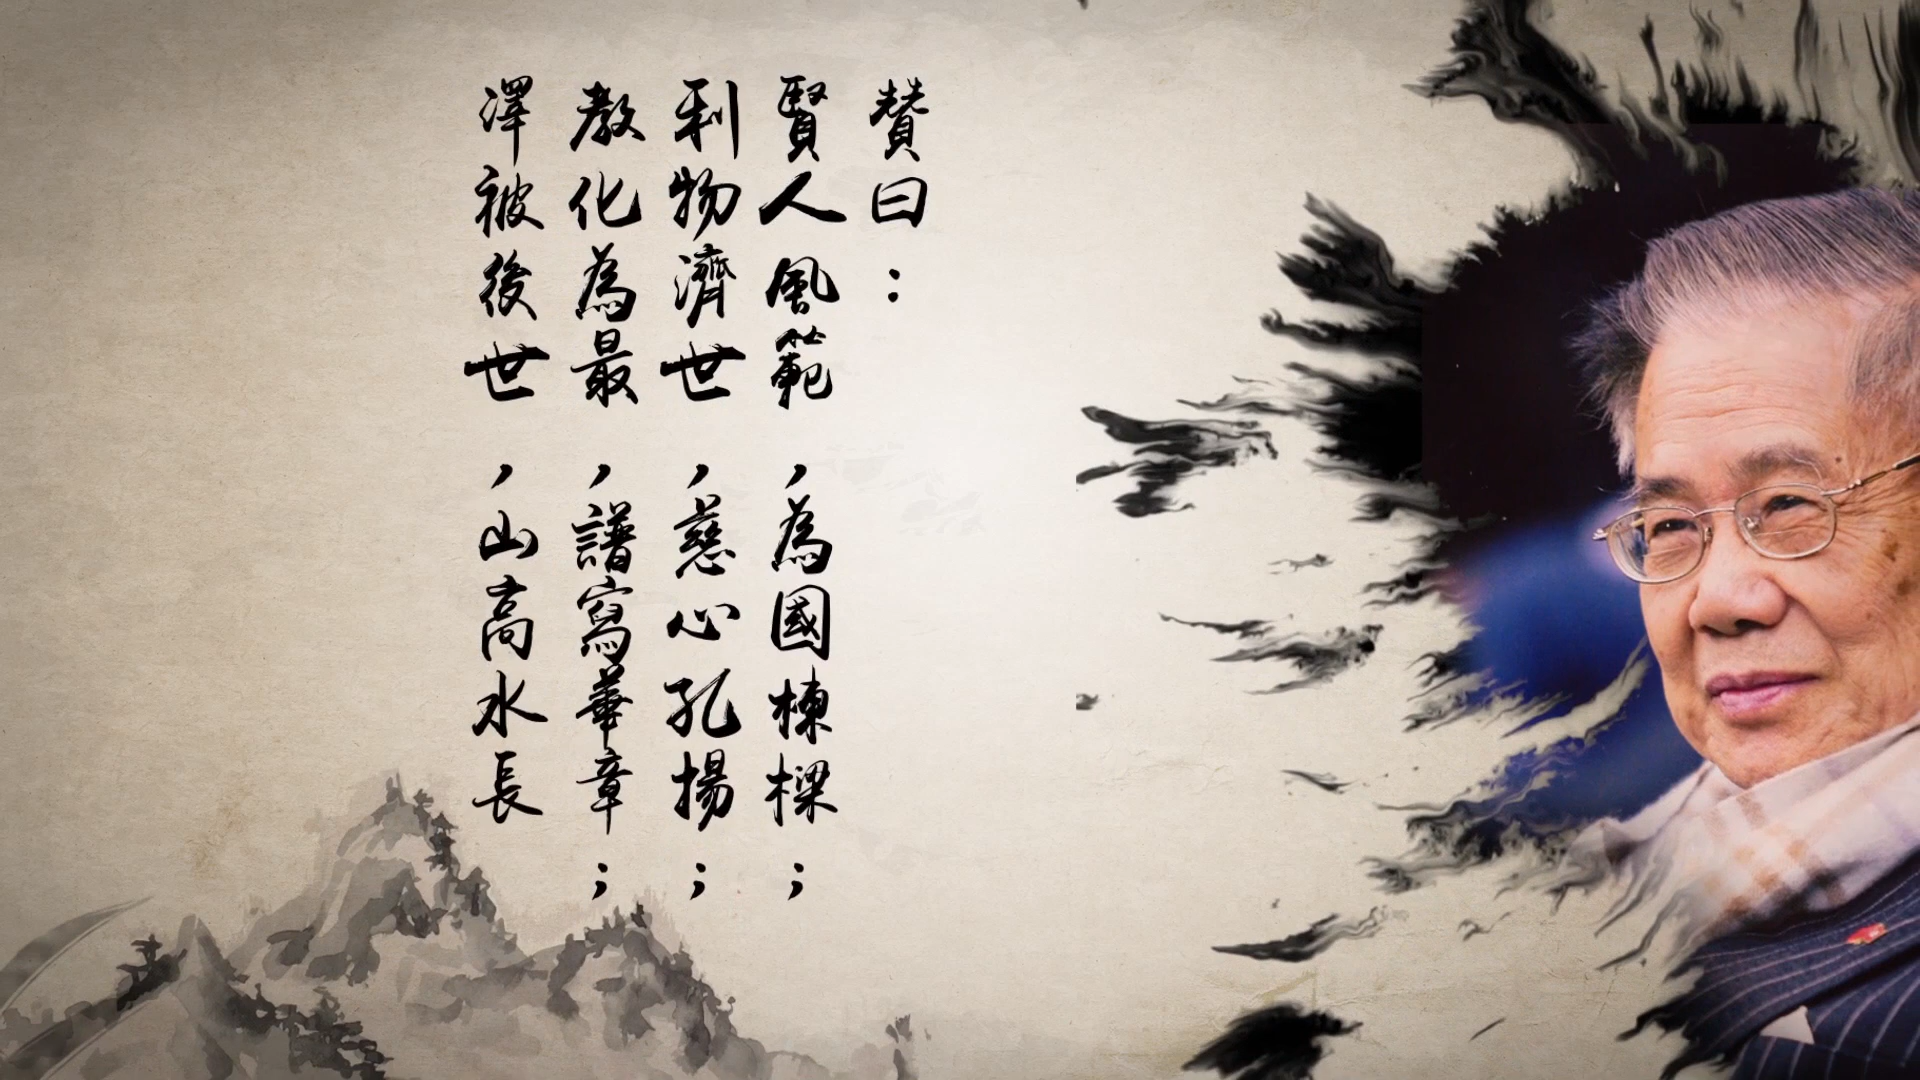 贊曰：
賢人風範，為國棟樑；
利物濟世，慈心孔揚；
教化為最，譜寫華章；
澤被後世，山高水長